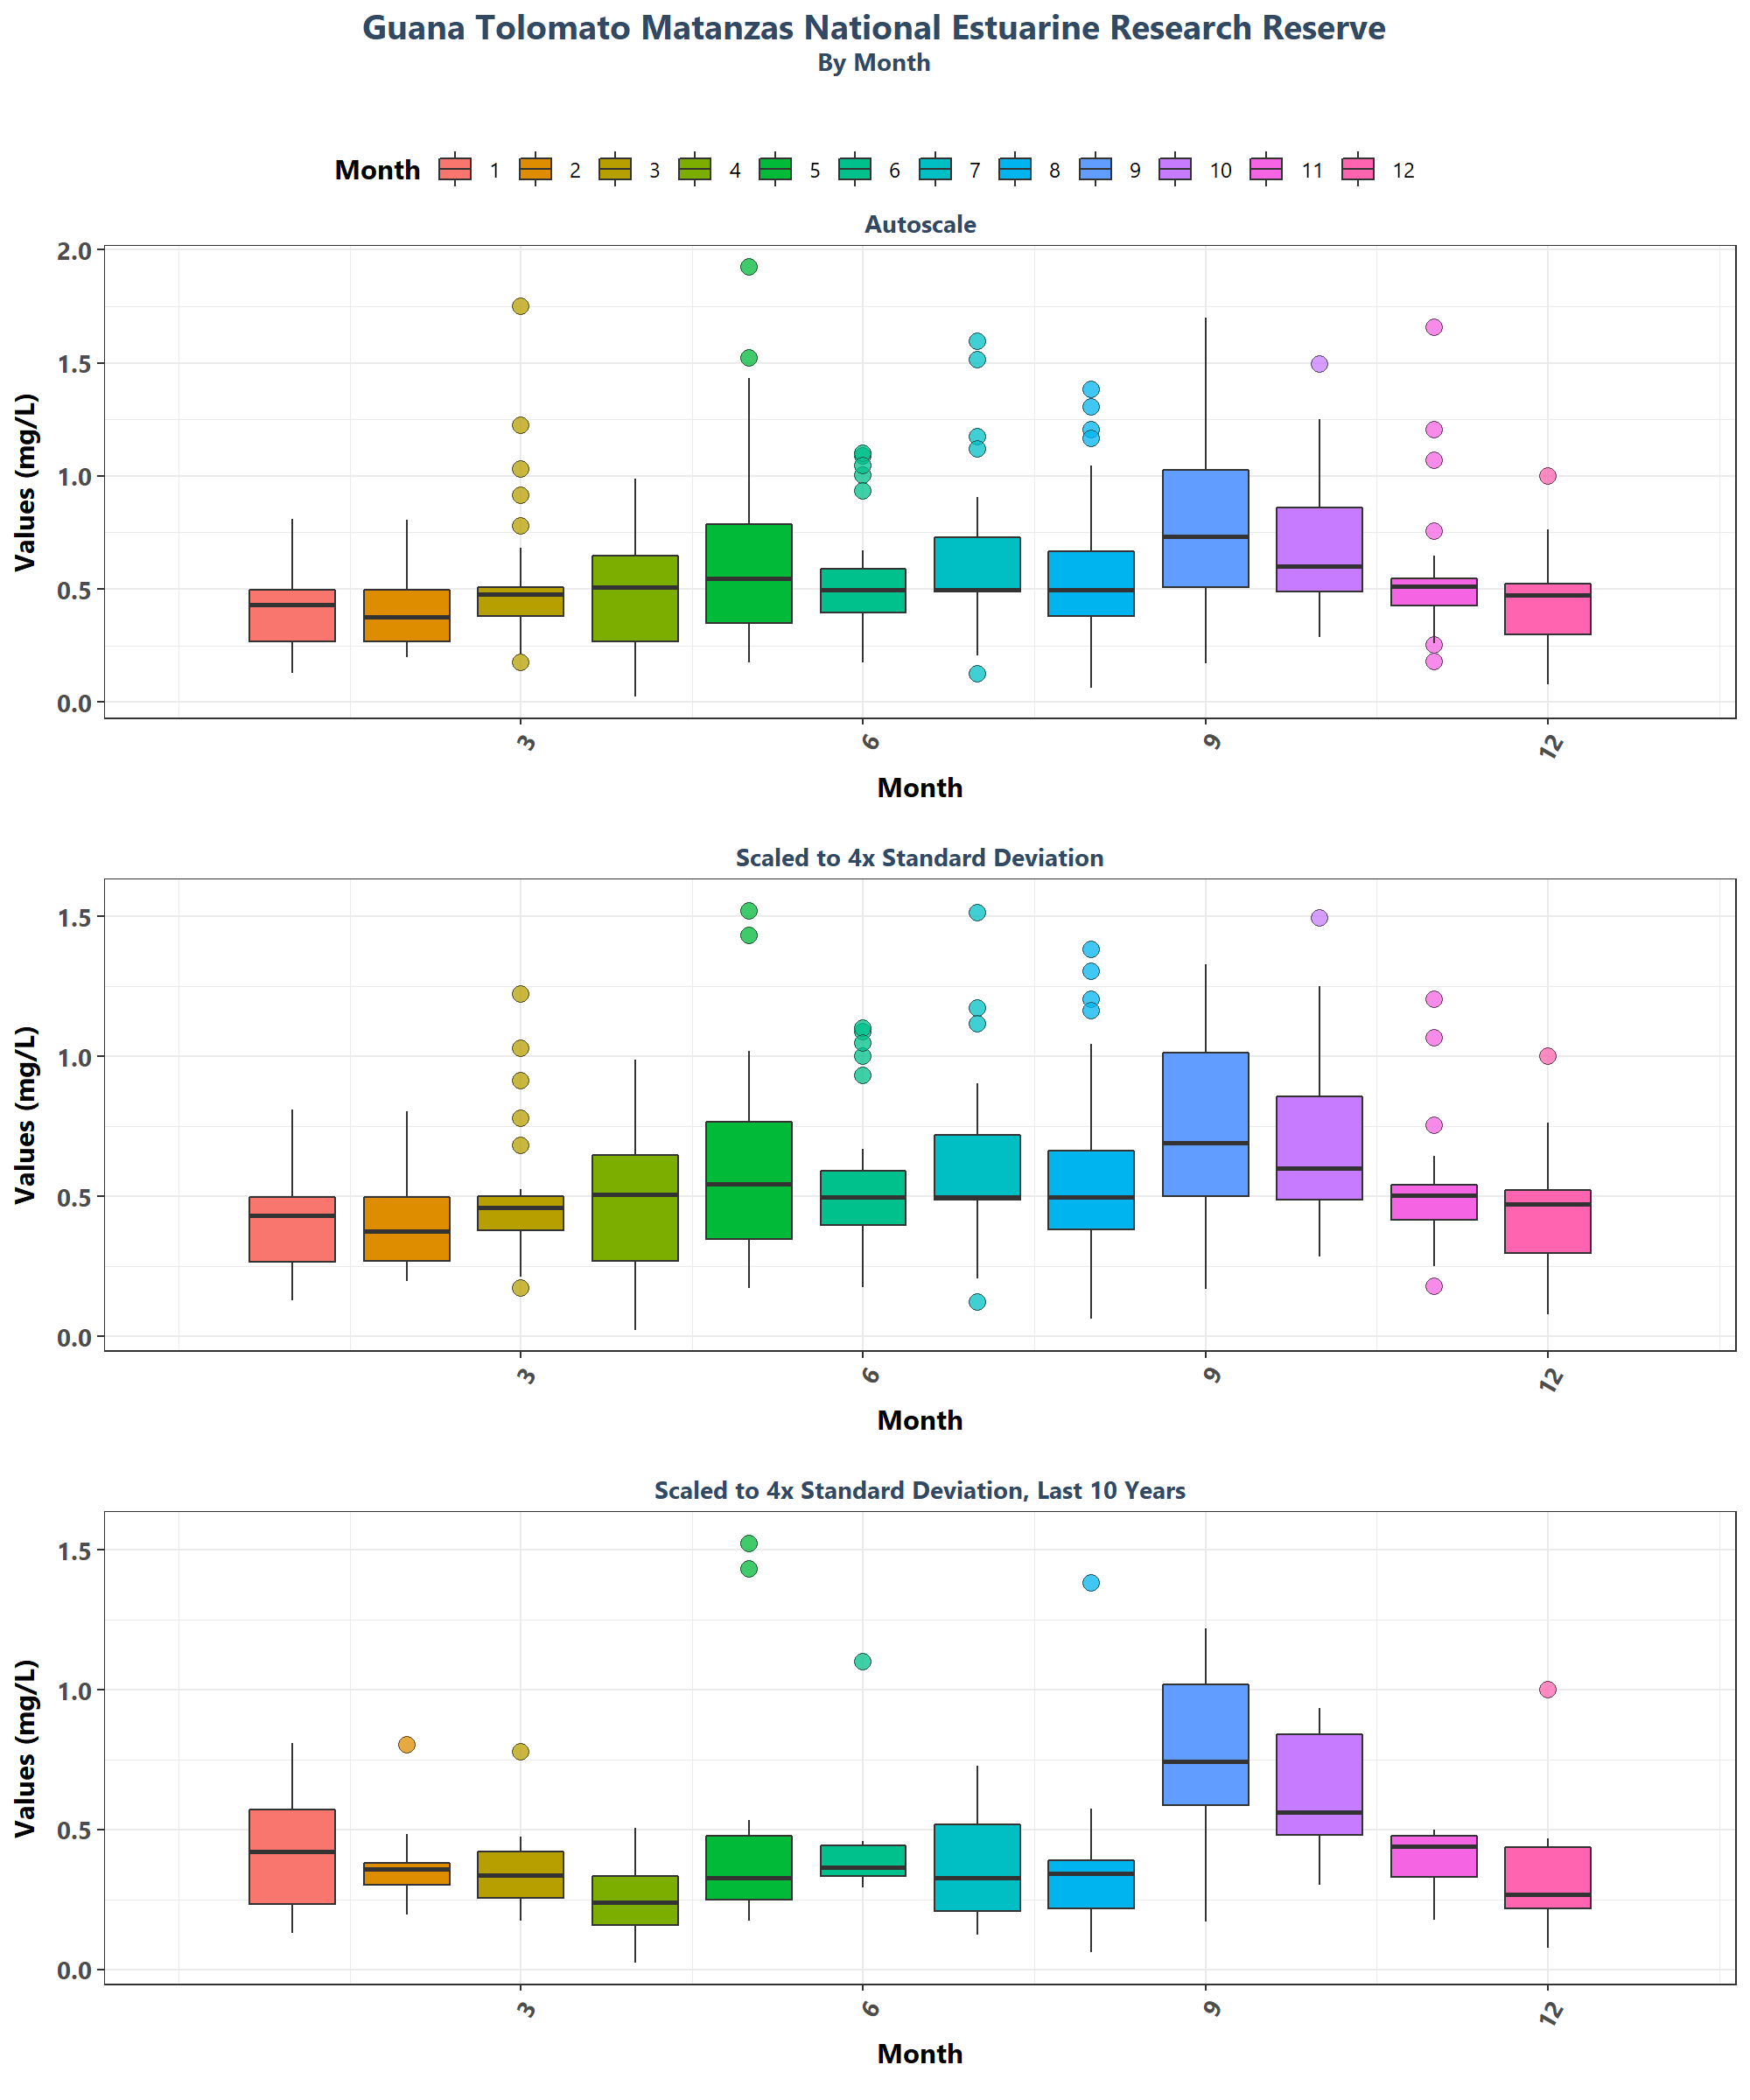 Guana Tolomato Matanzas National Estuarine Research Reserve
By Month
Month 1 2 3 4 5 6 7 8 9 10 11 12
Autoscale
Values (mg/L)
2.0
1.5
1.0
0.5
0.0
3 6 9 12
Month
Scaled to 4x Standard Deviation
Values (mg/L)
1.5
1.0
0.5
0.0
3 6 9 12
Month
Scaled to 4x Standard Deviation, Last 10 Years
Values (mg/L)
1.5
1.0
0.5
0.0
3 6 9 12
Month